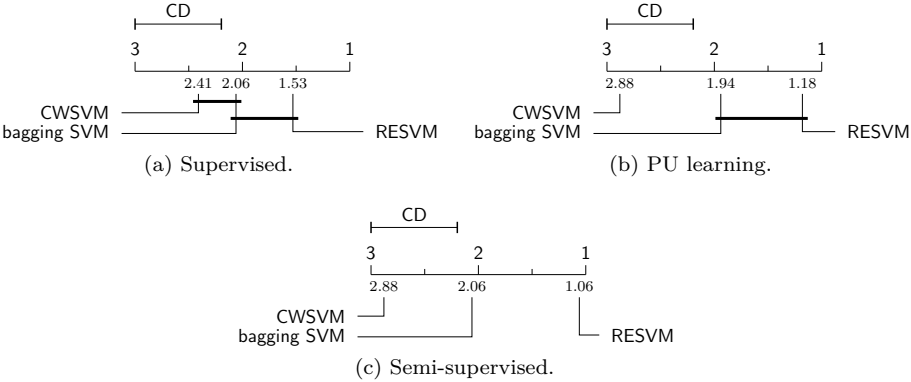 CD
3 2 1
2.41 2.06 1.53
CWSVM
bagging SVM RESVM
(a) Supervised.
CD
3 2 1
2.88 1.94 1.18
CWSVM
bagging SVM RESVM
(b) PU learning.
CD
3 2 1
2.88 2.06 1.06
CWSVM
bagging SVM RESVM
(c) Semi-supervised.